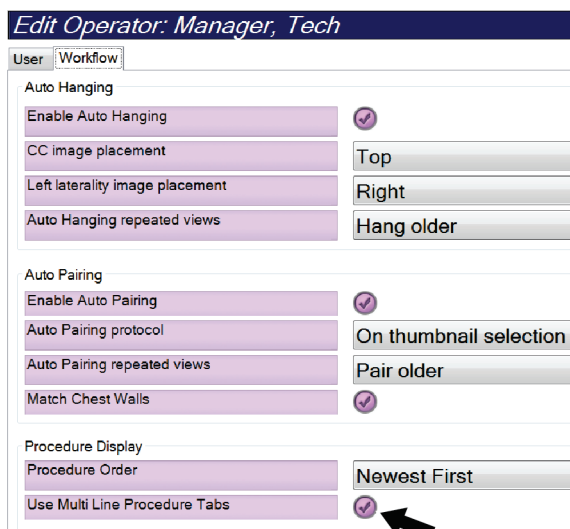 Edit Operator: Manager, Tech
User Workflow
Auto Hanging
Enable Auto Hanging
CC image placement Top
Left laterality image placement Right
Auto Hanging repeated views Hang older
Auto Pairing
Enable Auto Pairing
Auto Pairing protocol On thumbnail selection
Auto Pairing repeated views Pair older
Match Chest Walls
Procedure Display
Procedure Order Newest First
Use Multi Line Procedure Tabs